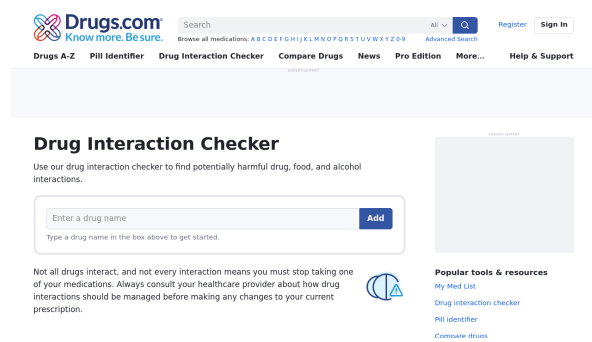 Drugs.com
Know more. Be sure.
Search
All
Register
Sign In
Browse all medications: A B C D E F G H I J K L M N O P Q R S T U V W X Y Z 0-9
Advanced Search
Drugs A-Z
Pill Identifier
Drug Interaction Checker
Compare Drugs
News
Pro Edition
More...
Help & Support
ADVERTISEMENT
Drug Interaction Checker
Use our drug interaction checker to find potentially harmful drug, food, and alcohol
interactions.
Enter a drug name
Add
Type a drug name in the box above to get started.
Not all drugs interact, and not every interaction means you must stop taking one
of your medications. Always consult your healthcare provider about how drug
interactions should be managed before making any changes to your current
prescription.
ADVERTISEMENT
Popular tools & resources
My Med List
Drug interaction checker
Pill identifier
Compare drugs